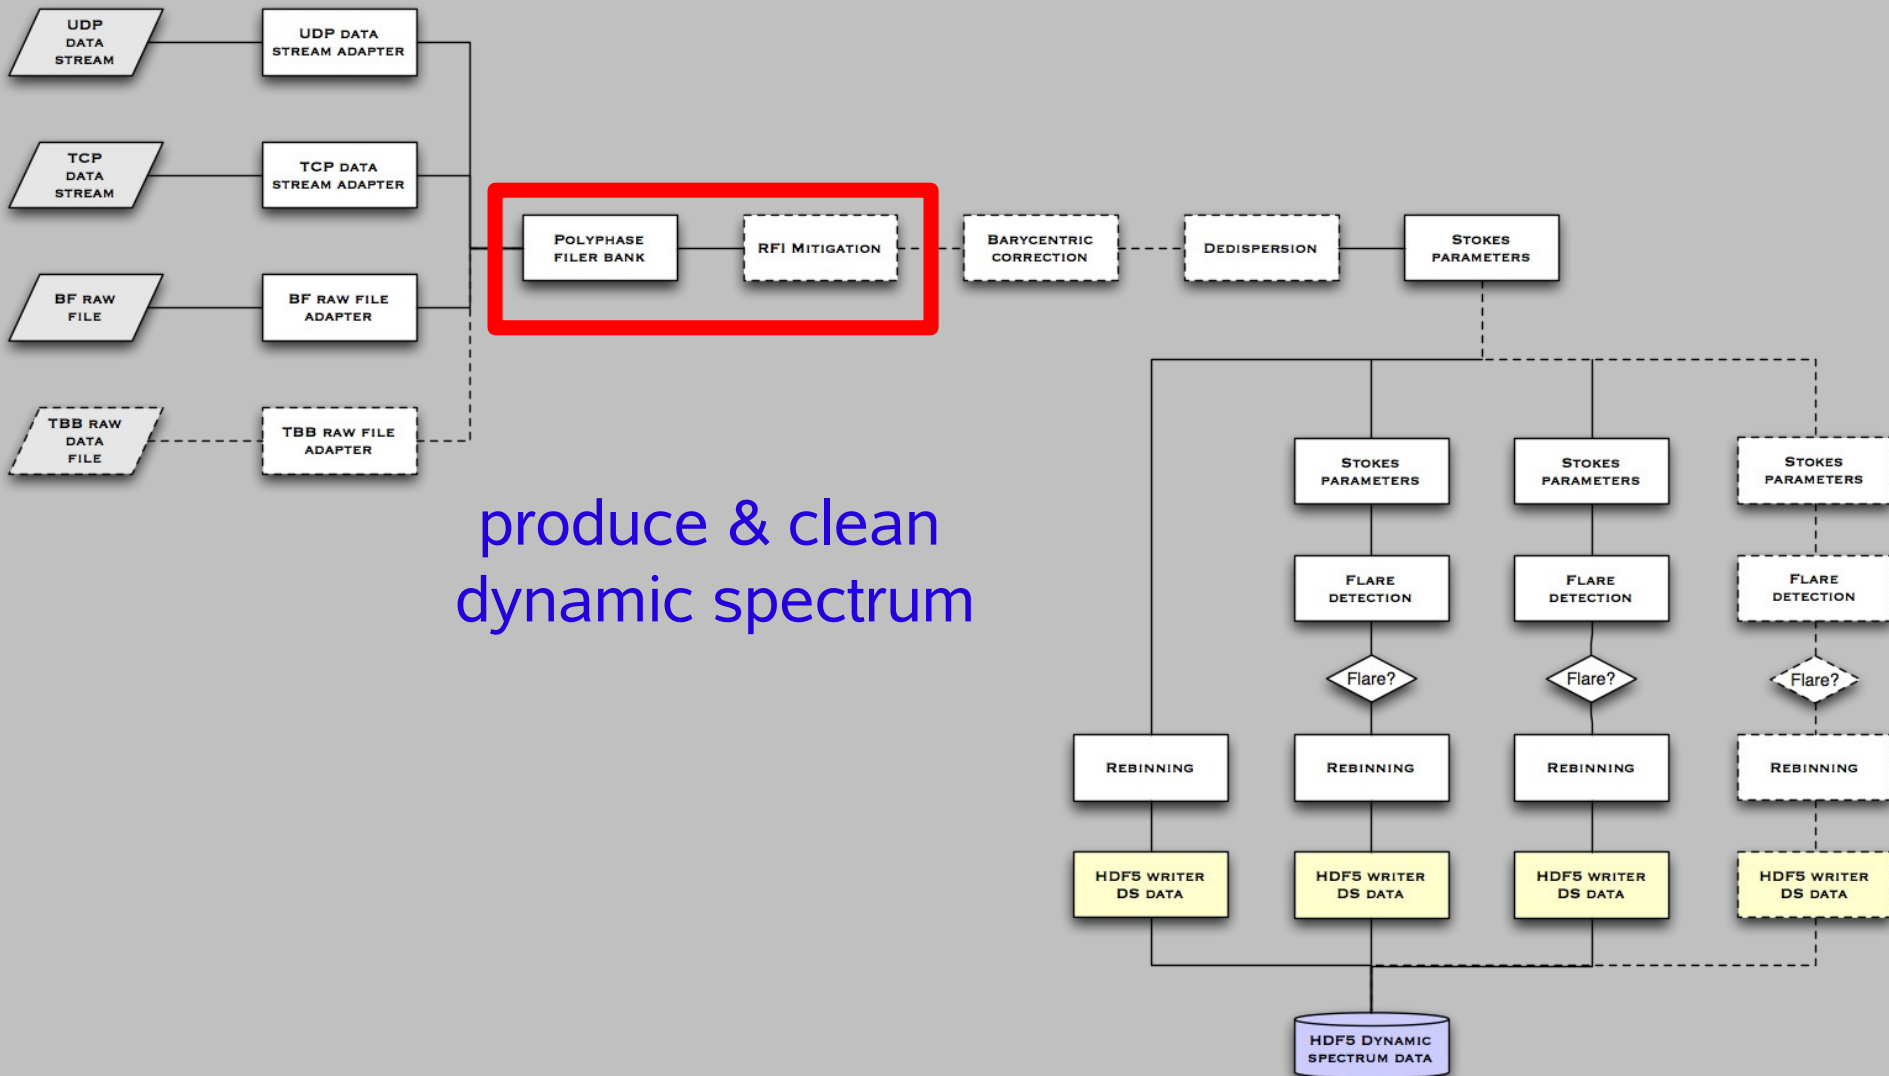 UDP
DATA
STREAM
UDP DATA
STREAM ADAPTER
TCP
DATA
STREAM
TCP DATA
STREAM ADAPTER
BF RAW
FILE
BF RAW FILE
ADAPTER
TBB RAW
DATA
FILE
TBB RAW FILE
ADAPTER
POLYPHASE
FILER BANK
RFI MITIGATION
BARYCENTRIC
CORRECTION
DEDISPERSION
STOKES
PARAMETERS
produce & clean
dynamic spectrum
STOKES
PARAMETERS
STOKES
PARAMETERS
STOKES
PARAMETERS
FLARE
DETECTION
FLARE
DETECTION
FLARE
DETECTION
Flare?
Flare?
Flare?
REBINNING
REBINNING
REBINNING
REBINNING
HDF5 WRITER
DS DATA
HDF5 WRITER
DS DATA
HDF5 WRITER
DS DATA
HDF5 WRITER
DS DATA
HDF5 DYNAMIC
SPECTRUM DATA